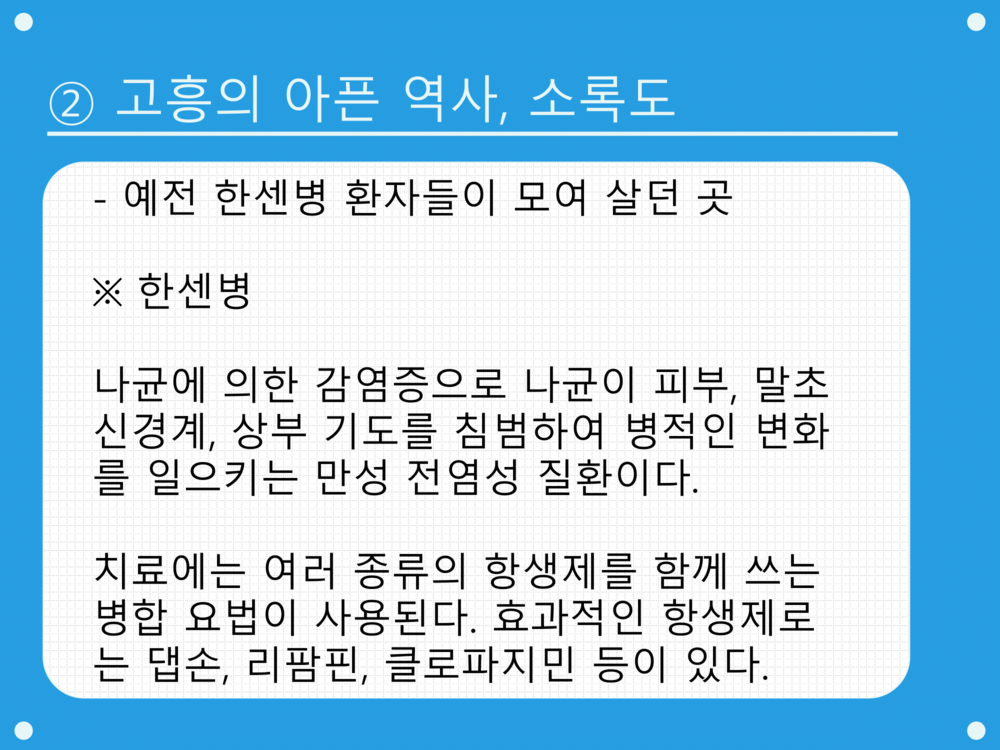 ② 고흥의 아픈 역사, 소록도
- 예전 한센병 환자들이 모여 살던 곳
※ 한센병
나균에 의한 감염증으로 나균이 피부, 말초
신경계, 상부 기도를 침범하여 병적인 변화
를 일으키는 만성 전염성 질환이다.
치료에는 여러 종류의 항생제를 함께 쓰는
병합 요법이 사용된다. 효과적인 항생제로
는 댑손, 리팜핀, 클로파지민 등이 있다.